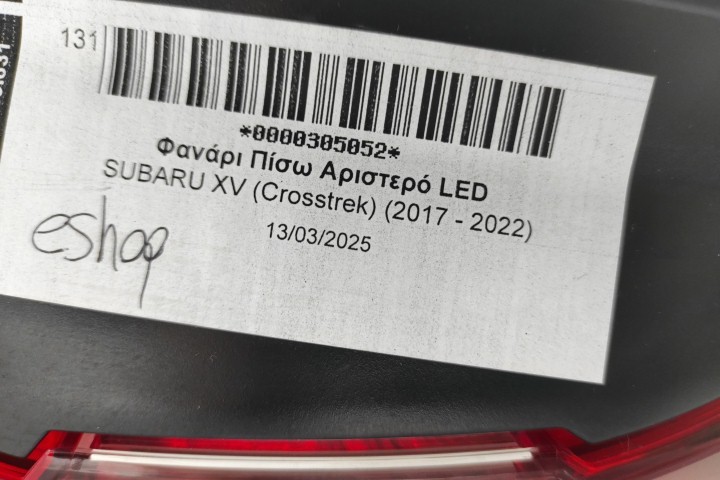 131
*0000305052*
Φανάρι Πίσω Αριστερό LED
SUBARU XV (Crosstrek) (2017 - 2022)
13/03/2025
eshop